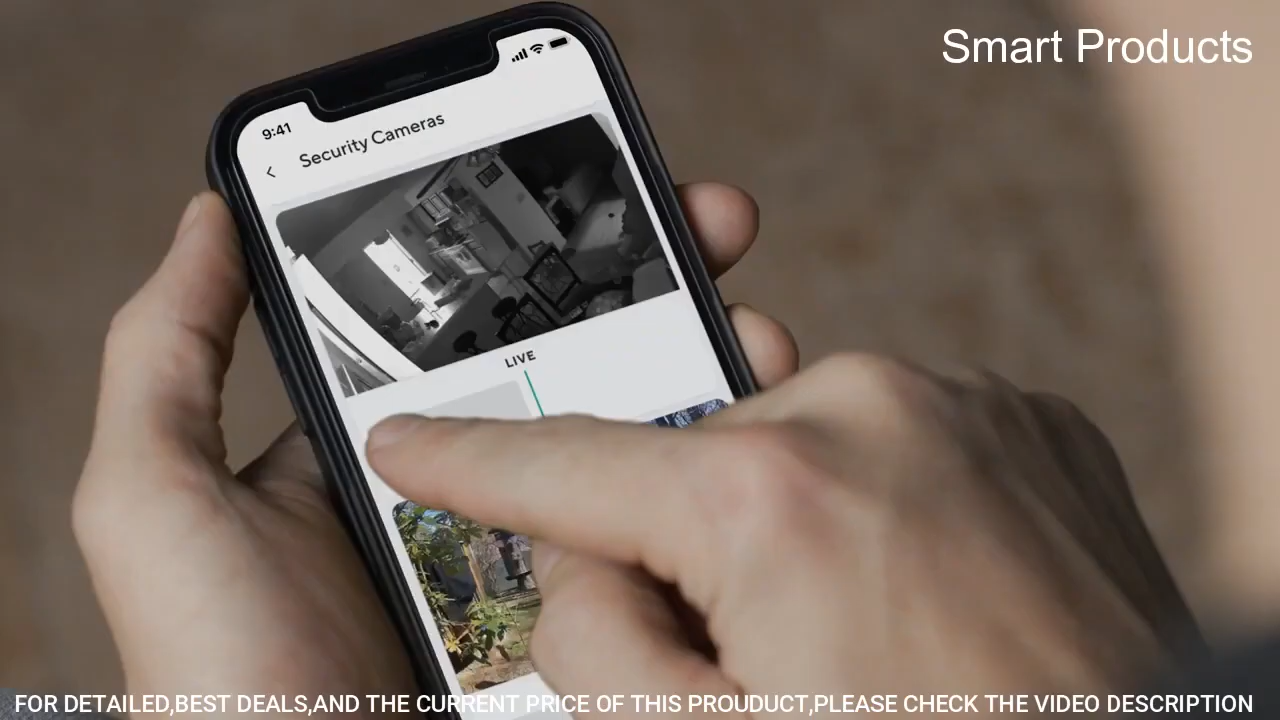 Smart Products
9:41
Security Cameras
LIVE
FOR DETAILED,BEST DEALS,AND THE CURRENT PRICE OF THIS PROUDUCT,PLEASE CHECK THE VIDEO DESCRIPTION